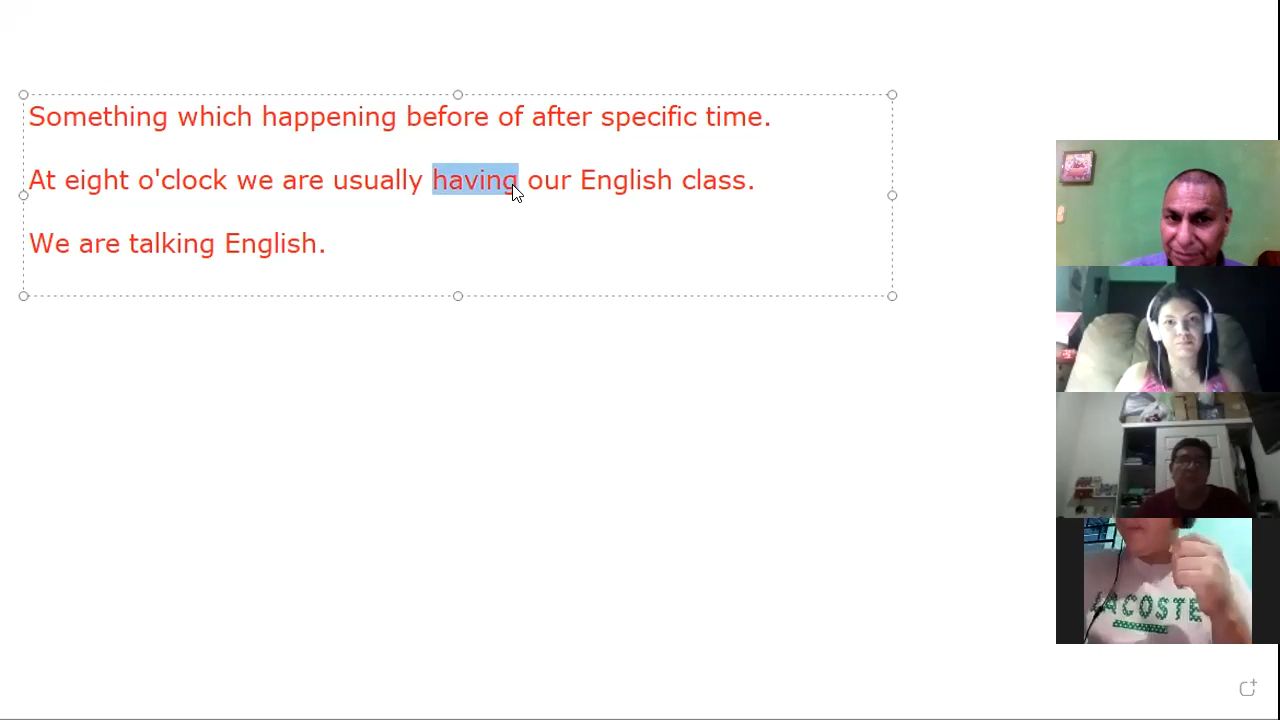 Something which happening before of after specific time.
At eight o'clock we are usually having our English class.
We are talking English.
LACOSTE